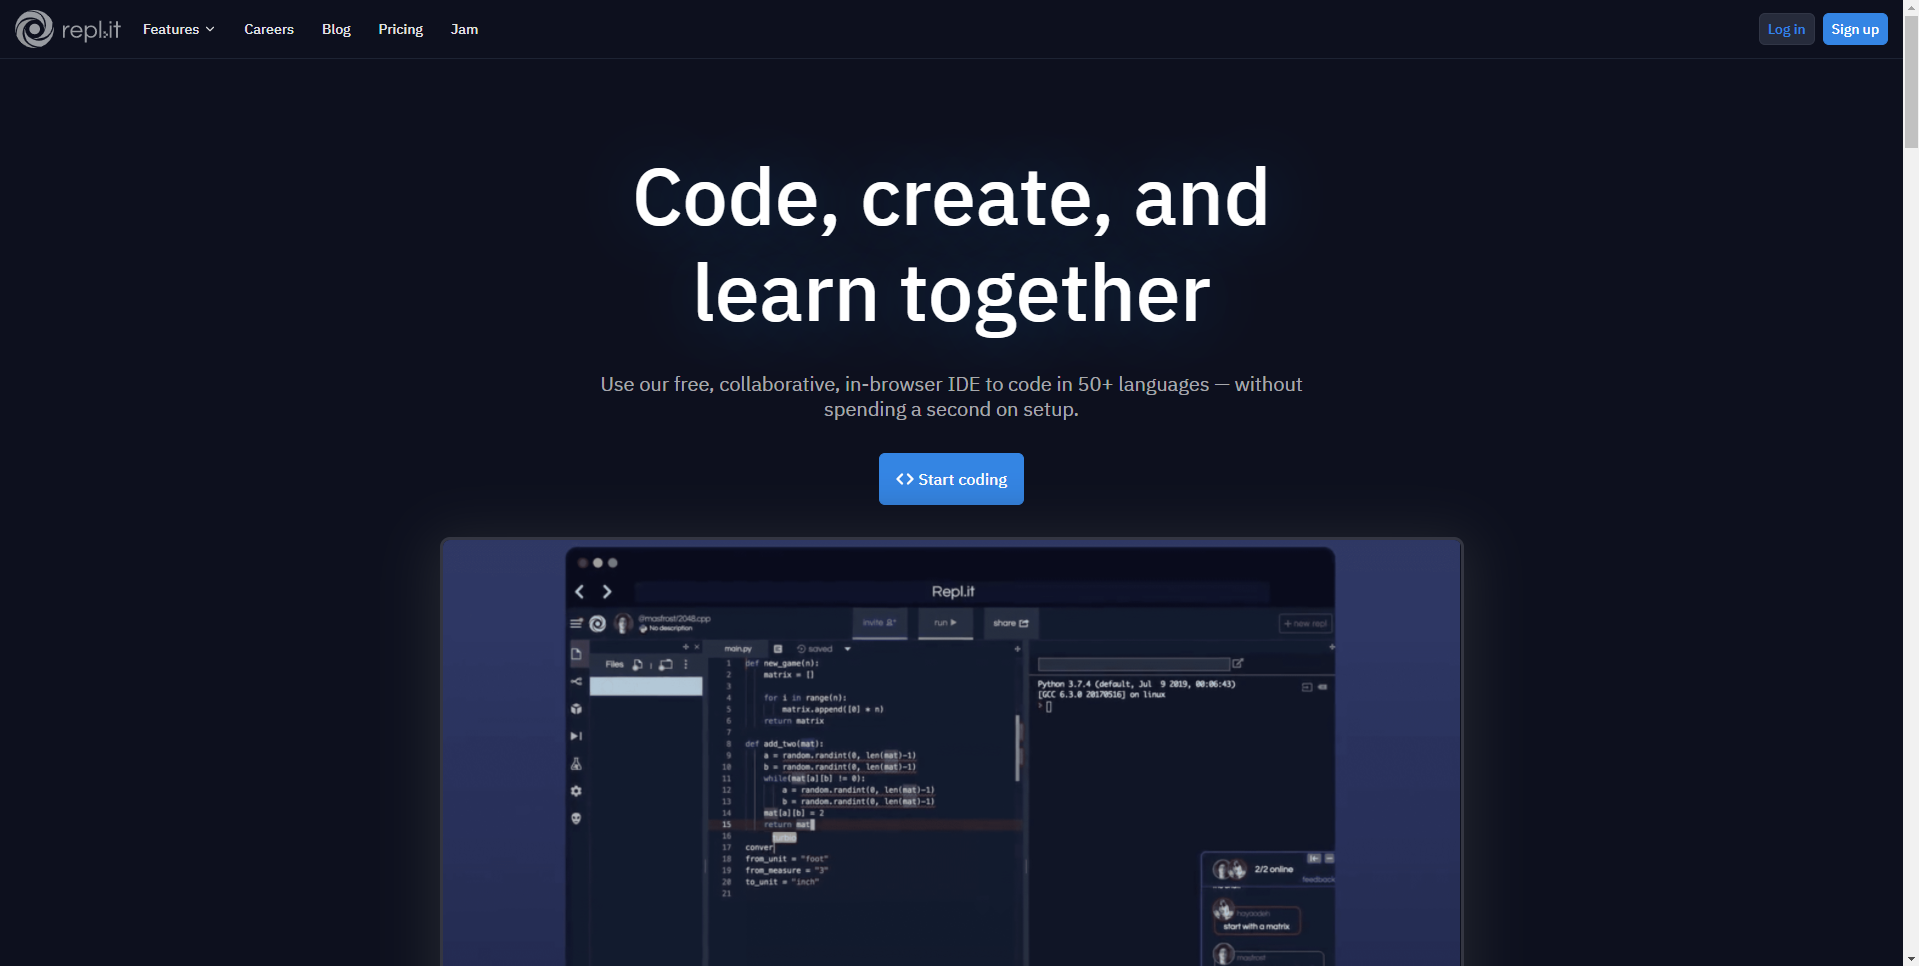 repl.it
Features
Careers
Blog
Pricing
Jam
Log in
Sign up
Code, create, and
learn together
Use our free, collaborative, in-browser IDE to code in 50+ languages — without
spending a second on setup.
<> Start coding
Repl.it
@masfrost/2048.cpp
No description
invite
run
share
+ new repl
Files
main.py
saved
1 def new_game(n):
2 matrix = []
3
4 for i in range(n):
5 matrix.append([0] * n)
6 return matrix
7
8 def add_two(mat):
9 a = random.randint(0, len(mat)-1)
10 b = random.randint(0, len(mat)-1)
11 while(mat[a][b] != 0):
12 a = random.randint(0, len(mat)-1)
13 b = random.randint(0, len(mat)-1)
14 mat[a][b] = 2
15 return mat
16
17 conver
18 from_unit = "foot"
19 from_measure = "3"
20 to_unit = "inch"
21
Python 3.7.4 (default, Jul 9 2019, 00:06:43)
[GCC 6.3.0 20170516] on linux
>
2/2 online
feedback
hayaodeh
start with a matrix
masfrost